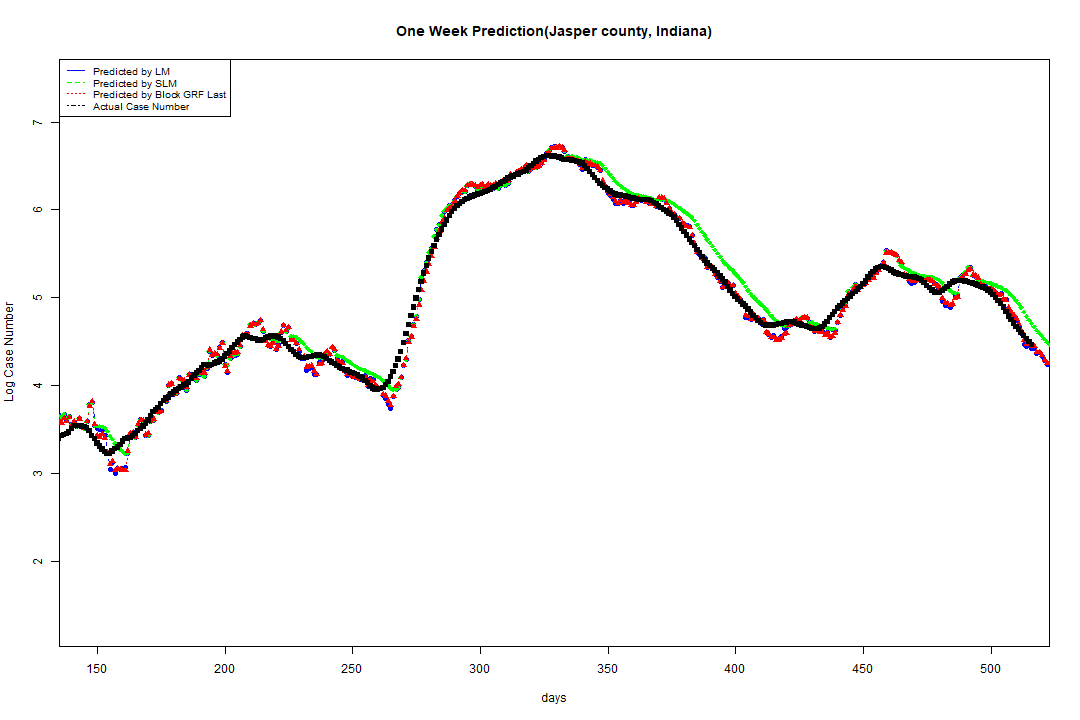 One Week Prediction(Jasper county, Indiana)
Predicted by LM
Predicted by SLM
Predicted by Block GRF Last
Actual Case Number
Log Case Number
7
6
5
4
3
2
150 200 250 300 350 400 450 500
days